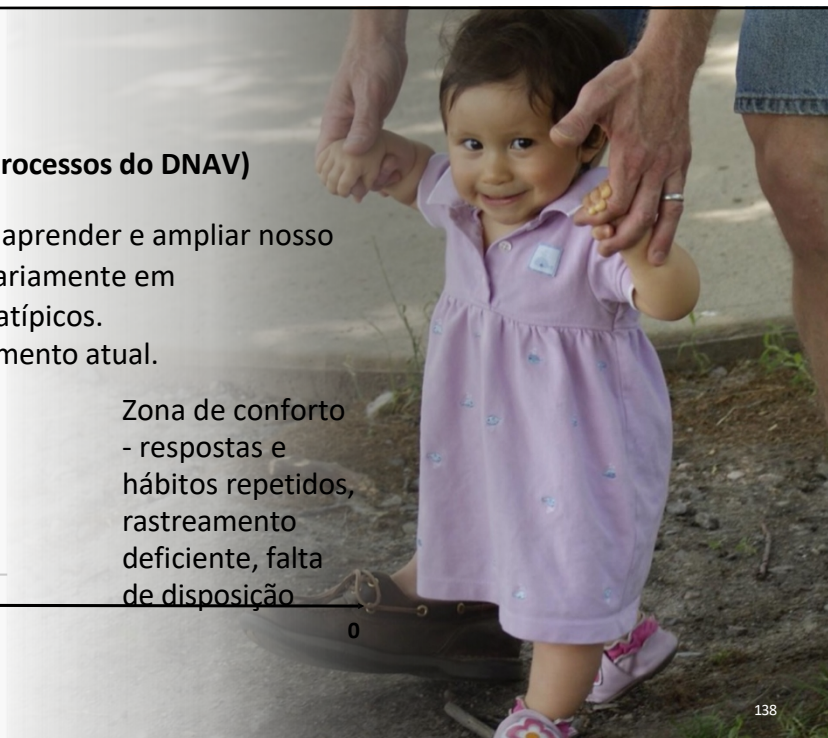 rocessos do DNAV)
aprender e ampliar nosso
ariamente em
atípicos.
mento atual.
Zona de conforto
- respostas e
hábitos repetidos,
rastreamento
deficiente, falta
de disposição
0
138